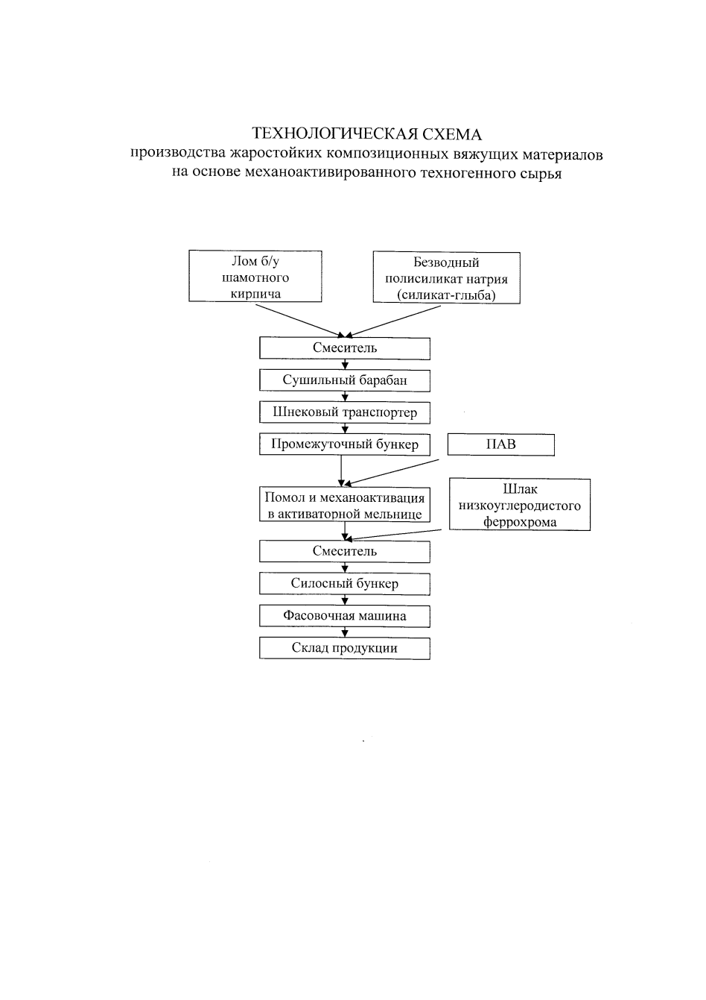 ТЕХНОЛОГИЧЕСКАЯ СХЕМА
производства жаростойких композиционных вяжущих материалов
на основе механоактивированного техногенного сырья
Лом б/у
шамотного
кирпича
Безводный
полисиликат натрия
(силикат-глыба)
Смеситель
Сушильный барабан
Шнековый транспортер
Промежуточный бункер
ПАВ
Помол и механоактивация
в активаторной мельнице
Шлак
низкоуглеродистого
феррохрома
Смеситель
Силосный бункер
Фасовочная машина
Склад продукции